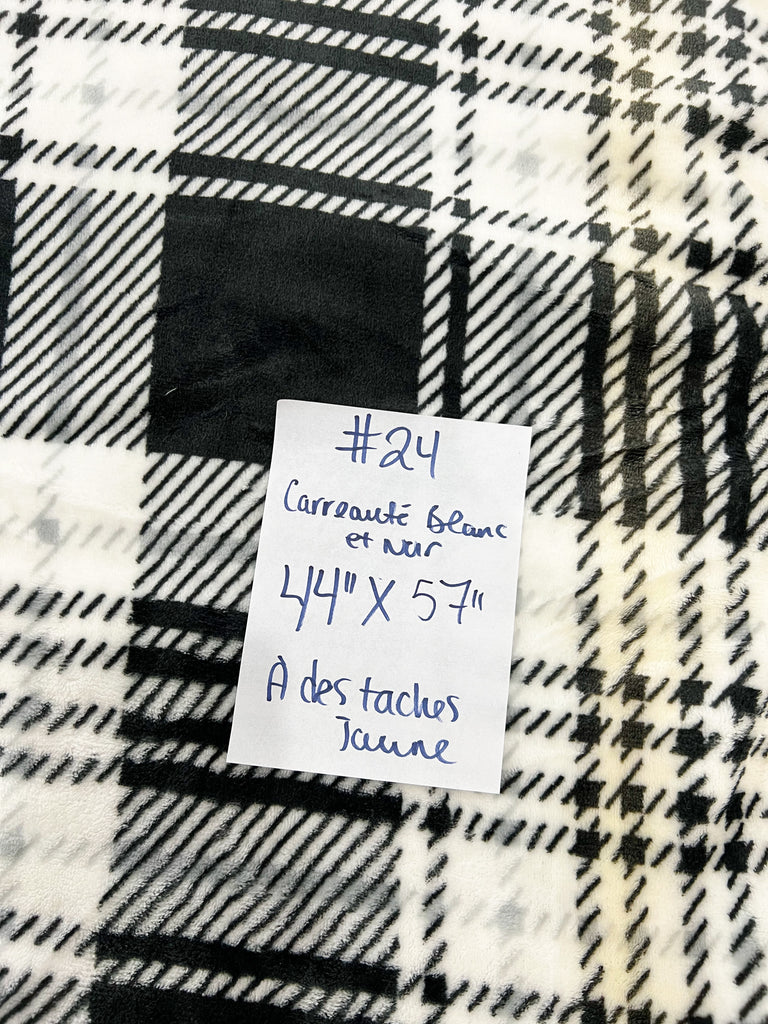 #24
Carreauté Blanc
et Noir
44" X 57"
À des taches
Jaune